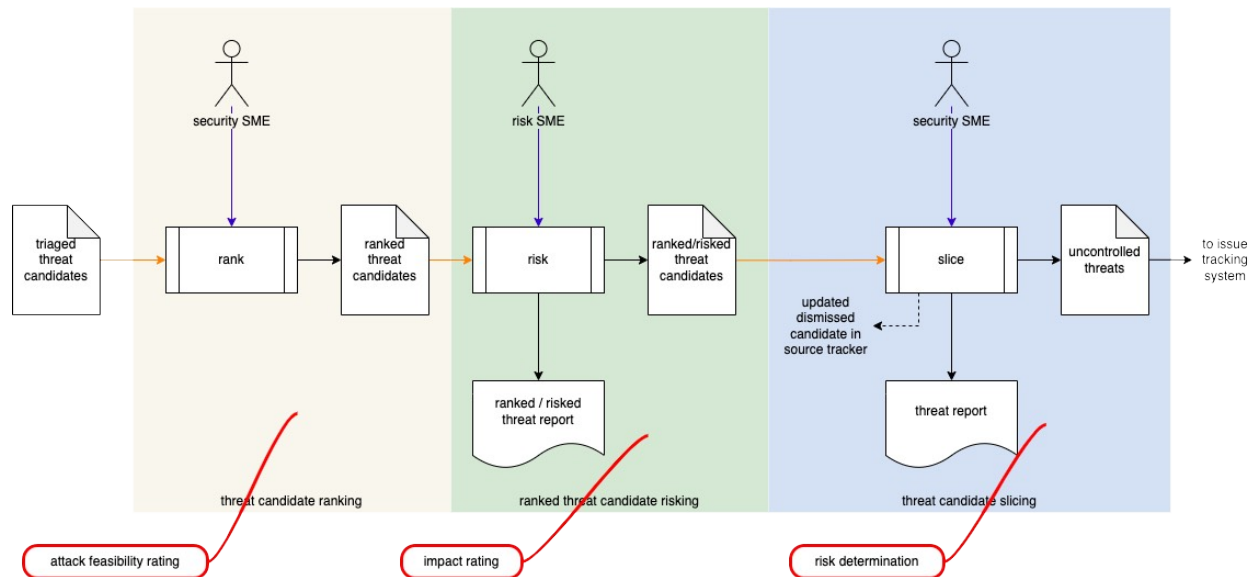 security SME
risk SME
security SME
triaged
threat
candidates
rank
ranked
threat
candidates
risk
ranked/risked
threat
candidates
slice
uncontrolled
threats
to issue
tracking
system
updated
dismissed
candidate in
source tracker
ranked / risked
threat report
threat report
threat candidate ranking
ranked threat candidate risking
threat candidate slicing
attack feasibility rating
impact rating
risk determination